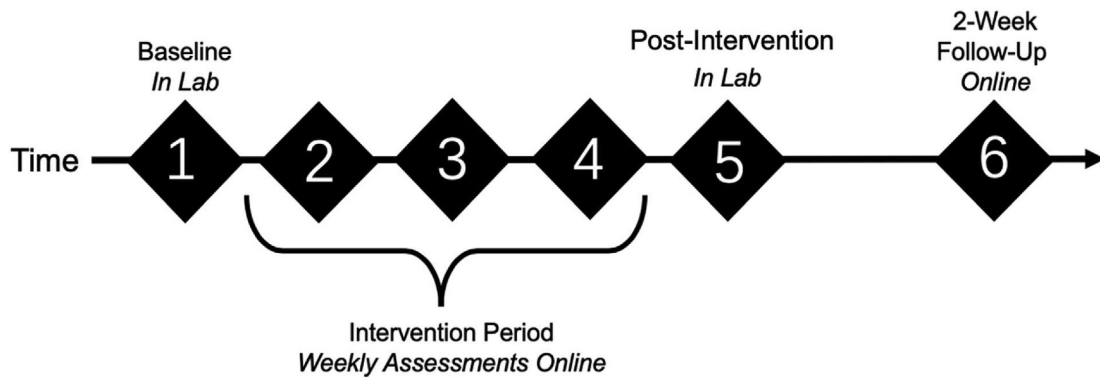 Baseline
In Lab
Post-Intervention
In Lab
2-Week
Follow-Up
Online
Time
1
2
3
4
5
6
Intervention Period
Weekly Assessments Online